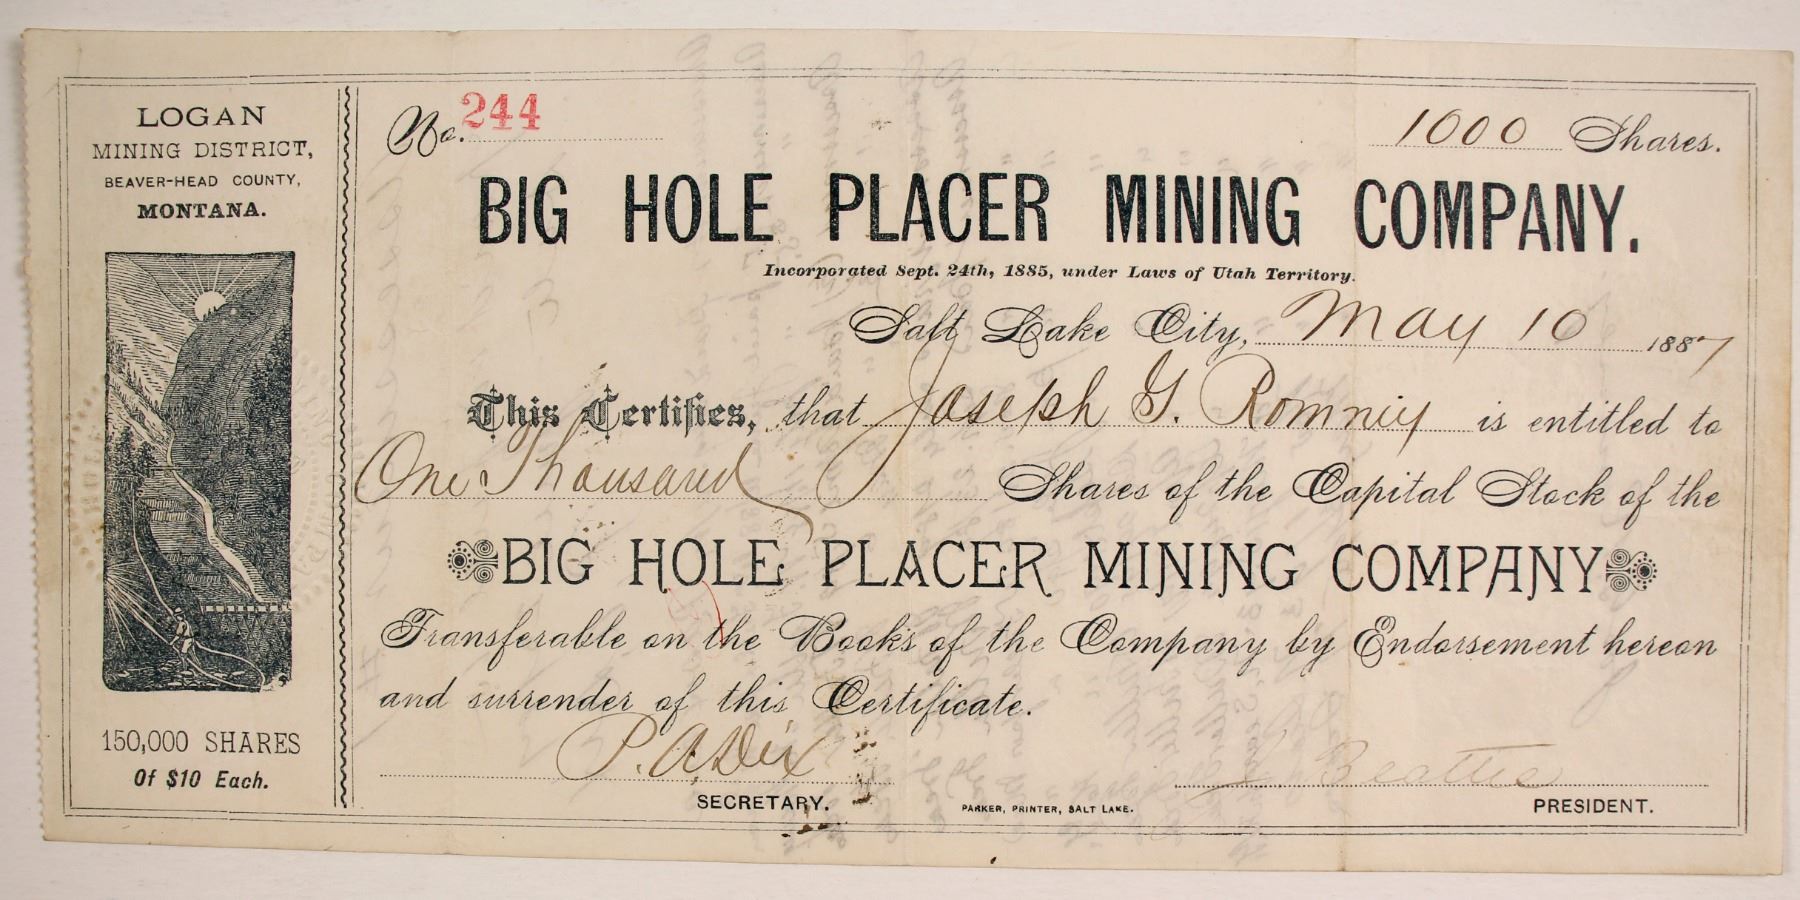 LOGAN
MINING DISTRICT,
BEAVER-HEAD COUNTY,
MONTANA.
150,000 SHARES
Of $10 Each.
No. 244
1000 Shares.
BIG HOLE PLACER MINING COMPANY.
Incorporated Sept. 24th, 1885, under Laws of Utah Territory.
Salt Lake City, May 10 1887
This Certifies, that Joseph G. Romney is entitled to
One Thousand Shares of the Capital Stock of the
BIG HOLE PLACER MINING COMPANY
Transferable on the Books of the Company by Endorsement hereon
and surrender of this Certificate.
P. A. Dix
Beattie
SECRETARY.
PARKER, PRINTER, SALT LAKE.
PRESIDENT.